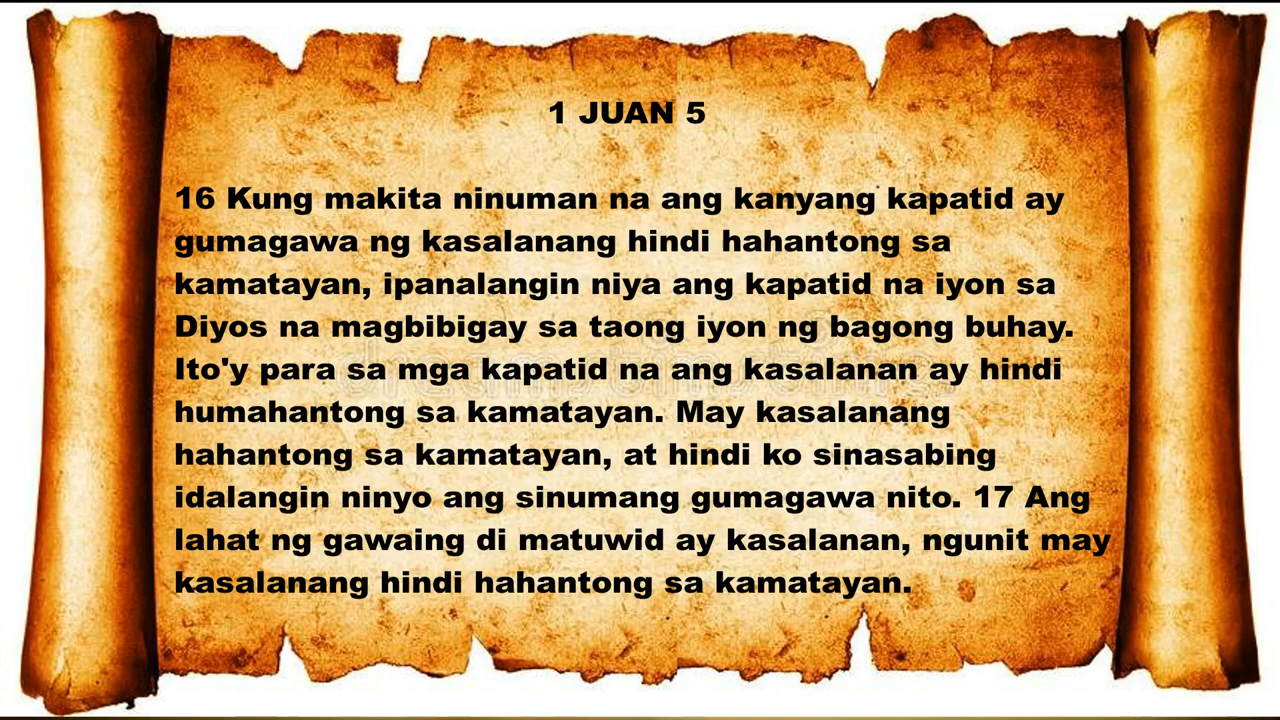 1 JUAN 5
16 Kung makita ninuman na ang kanyang kapatid ay
gumagawa ng kasalanang hindi hahantong sa
kamatayan, ipanalangin niya ang kapatid na iyon sa
Diyos na magbibigay sa taong iyon ng bagong buhay.
Ito'y para sa mga kapatid na ang kasalanan ay hindi
humahantong sa kamatayan. May kasalanang
hahantong sa kamatayan, at hindi ko sinasabing
idalangin ninyo ang sinumang gumagawa nito. 17 Ang
lahat ng gawaing di matuwid ay kasalanan, ngunit may
kasalanang hindi hahantong sa kamatayan.